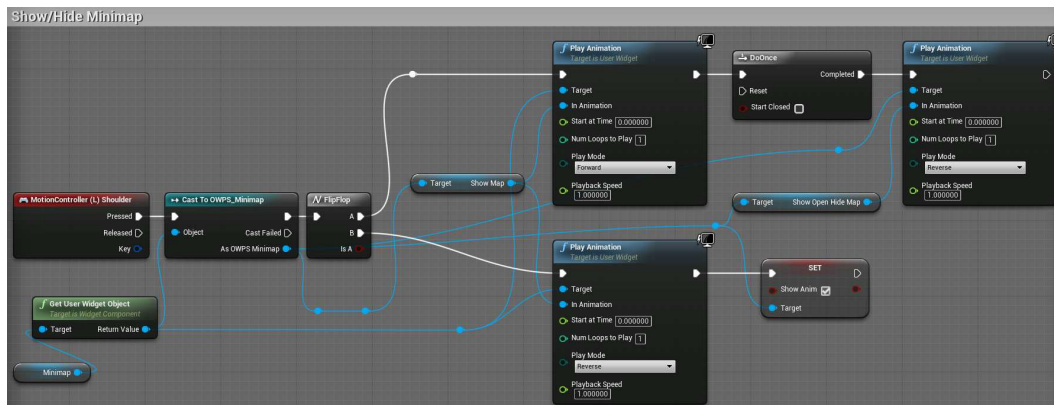 Show/Hide Minimap
MotionController (L) Shoulder
Pressed
Released
Key
Cast To OWPS_Minimap
Object
Cast Failed
As OWPS Minimap
FlipFlop
A
B
Is A
Get User Widget Object
Target is Widget Component
Target Return Value
Minimap
Target Show Map
Play Animation
Target is User Widget
Target
In Animation
Start at Time 0.000000
Num Loops to Play 1
Play Mode
Forward
Playback Speed
1.000000
DoOnce
Completed
Reset
Start Closed
Play Animation
Target is User Widget
Target
In Animation
Start at Time 0.000000
Num Loops to Play 1
Play Mode
Reverse
Playback Speed
1.000000
Target Show Open Hide Map
Play Animation
Target is User Widget
Target
In Animation
Start at Time 0.000000
Num Loops to Play 1
Play Mode
Reverse
Playback Speed
1.000000
SET
Show Anim
Target